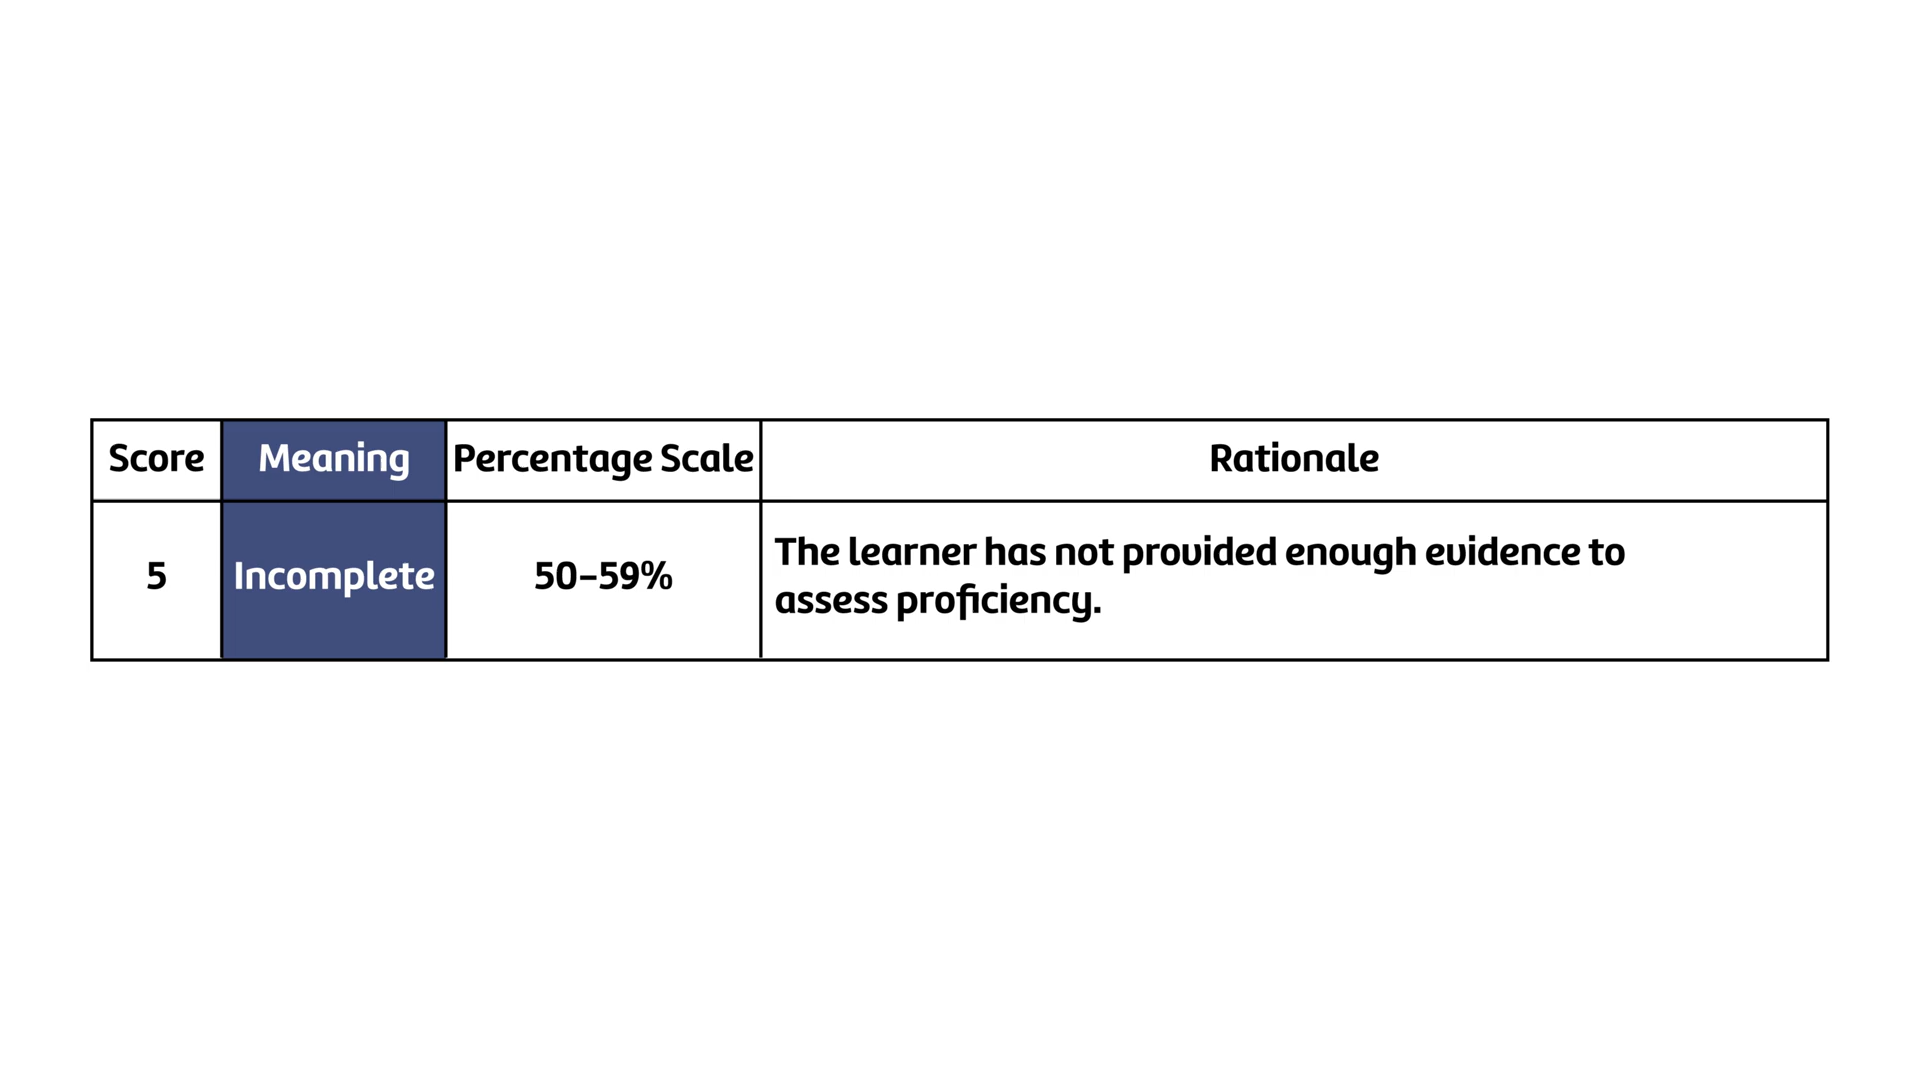 Score Meaning Percentage Scale Rationale
5 Incomplete 50–59% The learner has not provided enough evidence to
assess proficiency.